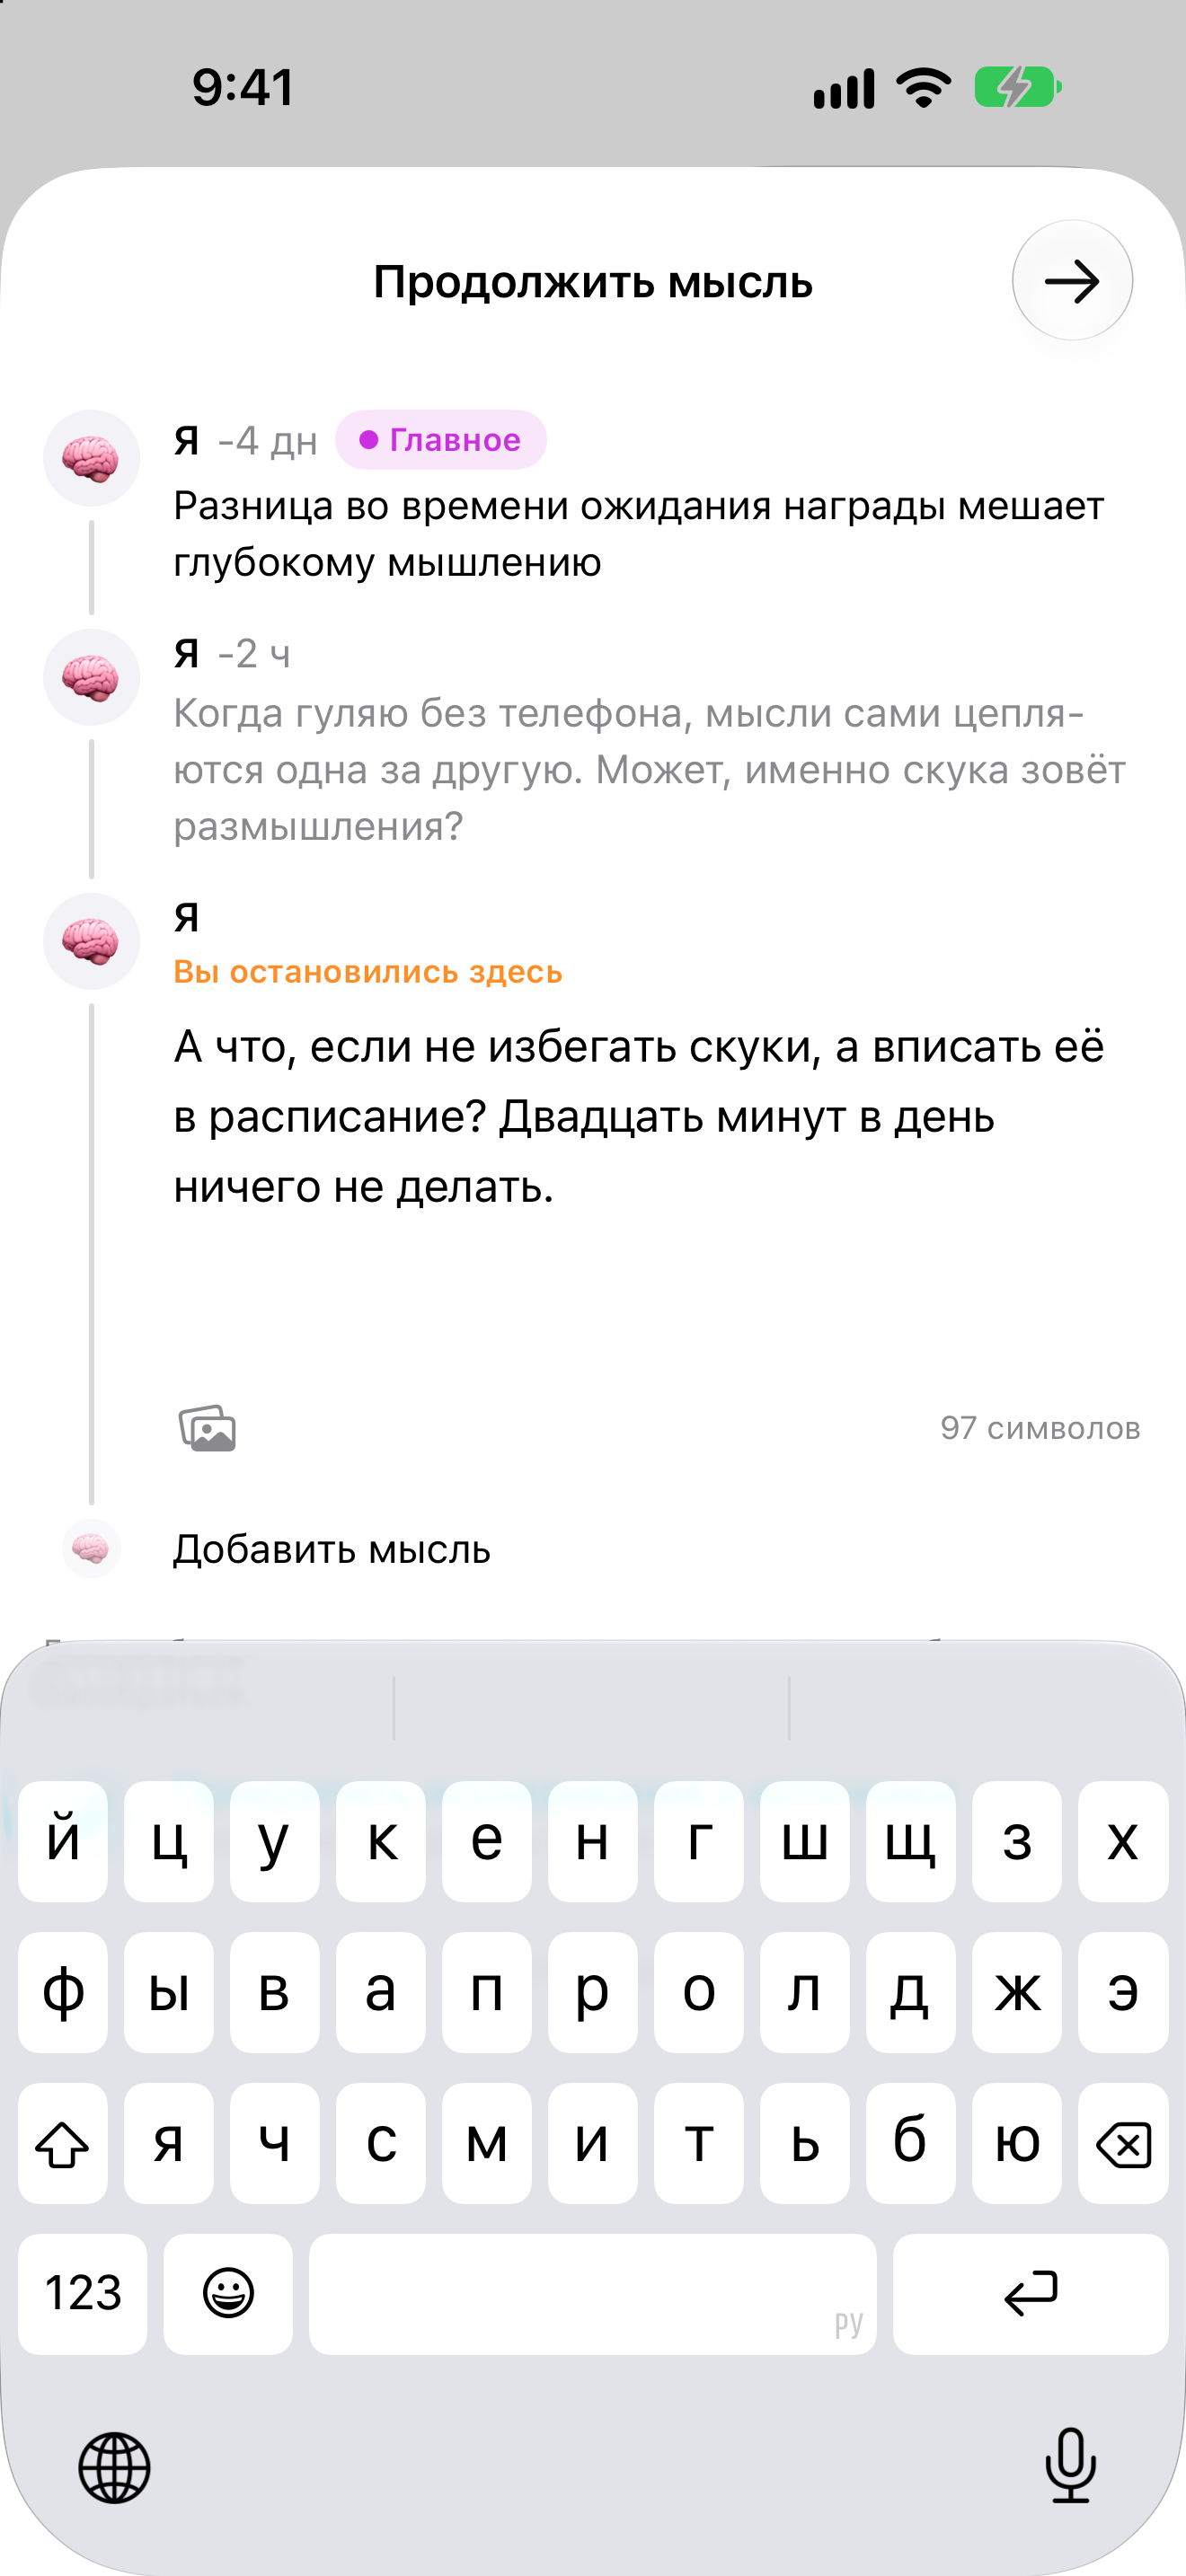 9:41
Продолжить мысль
Я -4 дн Главное
Разница во времени ожидания награды мешает
глубокому мышлению
Я -2 ч
Когда гуляю без телефона, мысли сами цепля-
ются одна за другую. Может, именно скука зовёт
размышления?
Я
Вы остановились здесь
А что, если не избегать скуки, а вписать её
в расписание? Двадцать минут в день
ничего не делать.
97 символов
Добавить мысль
й ц у к е н г ш щ з х
ф ы в а п р о л д ж э
я ч с м и т ь б ю
123
РУ